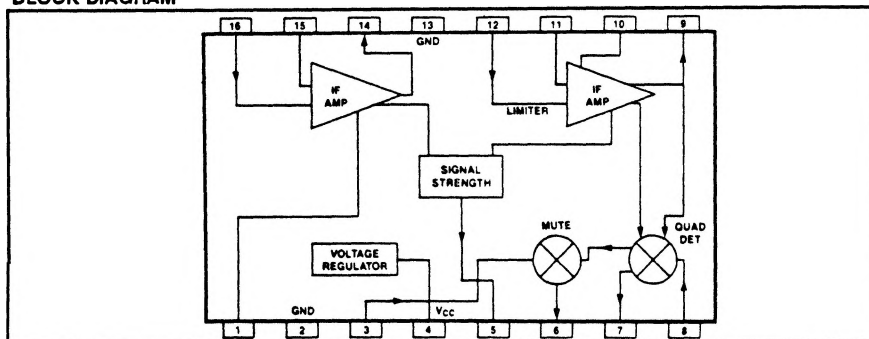 BLOCK DIAGRAM
16 15 14 13 12 11 10 9
GND
IF
AMP
IF
AMP
LIMITER
SIGNAL
STRENGTH
MUTE
QUAD
DET
VOLTAGE
REGULATOR
GND
VCC
1 2 3 4 5 6 7 8